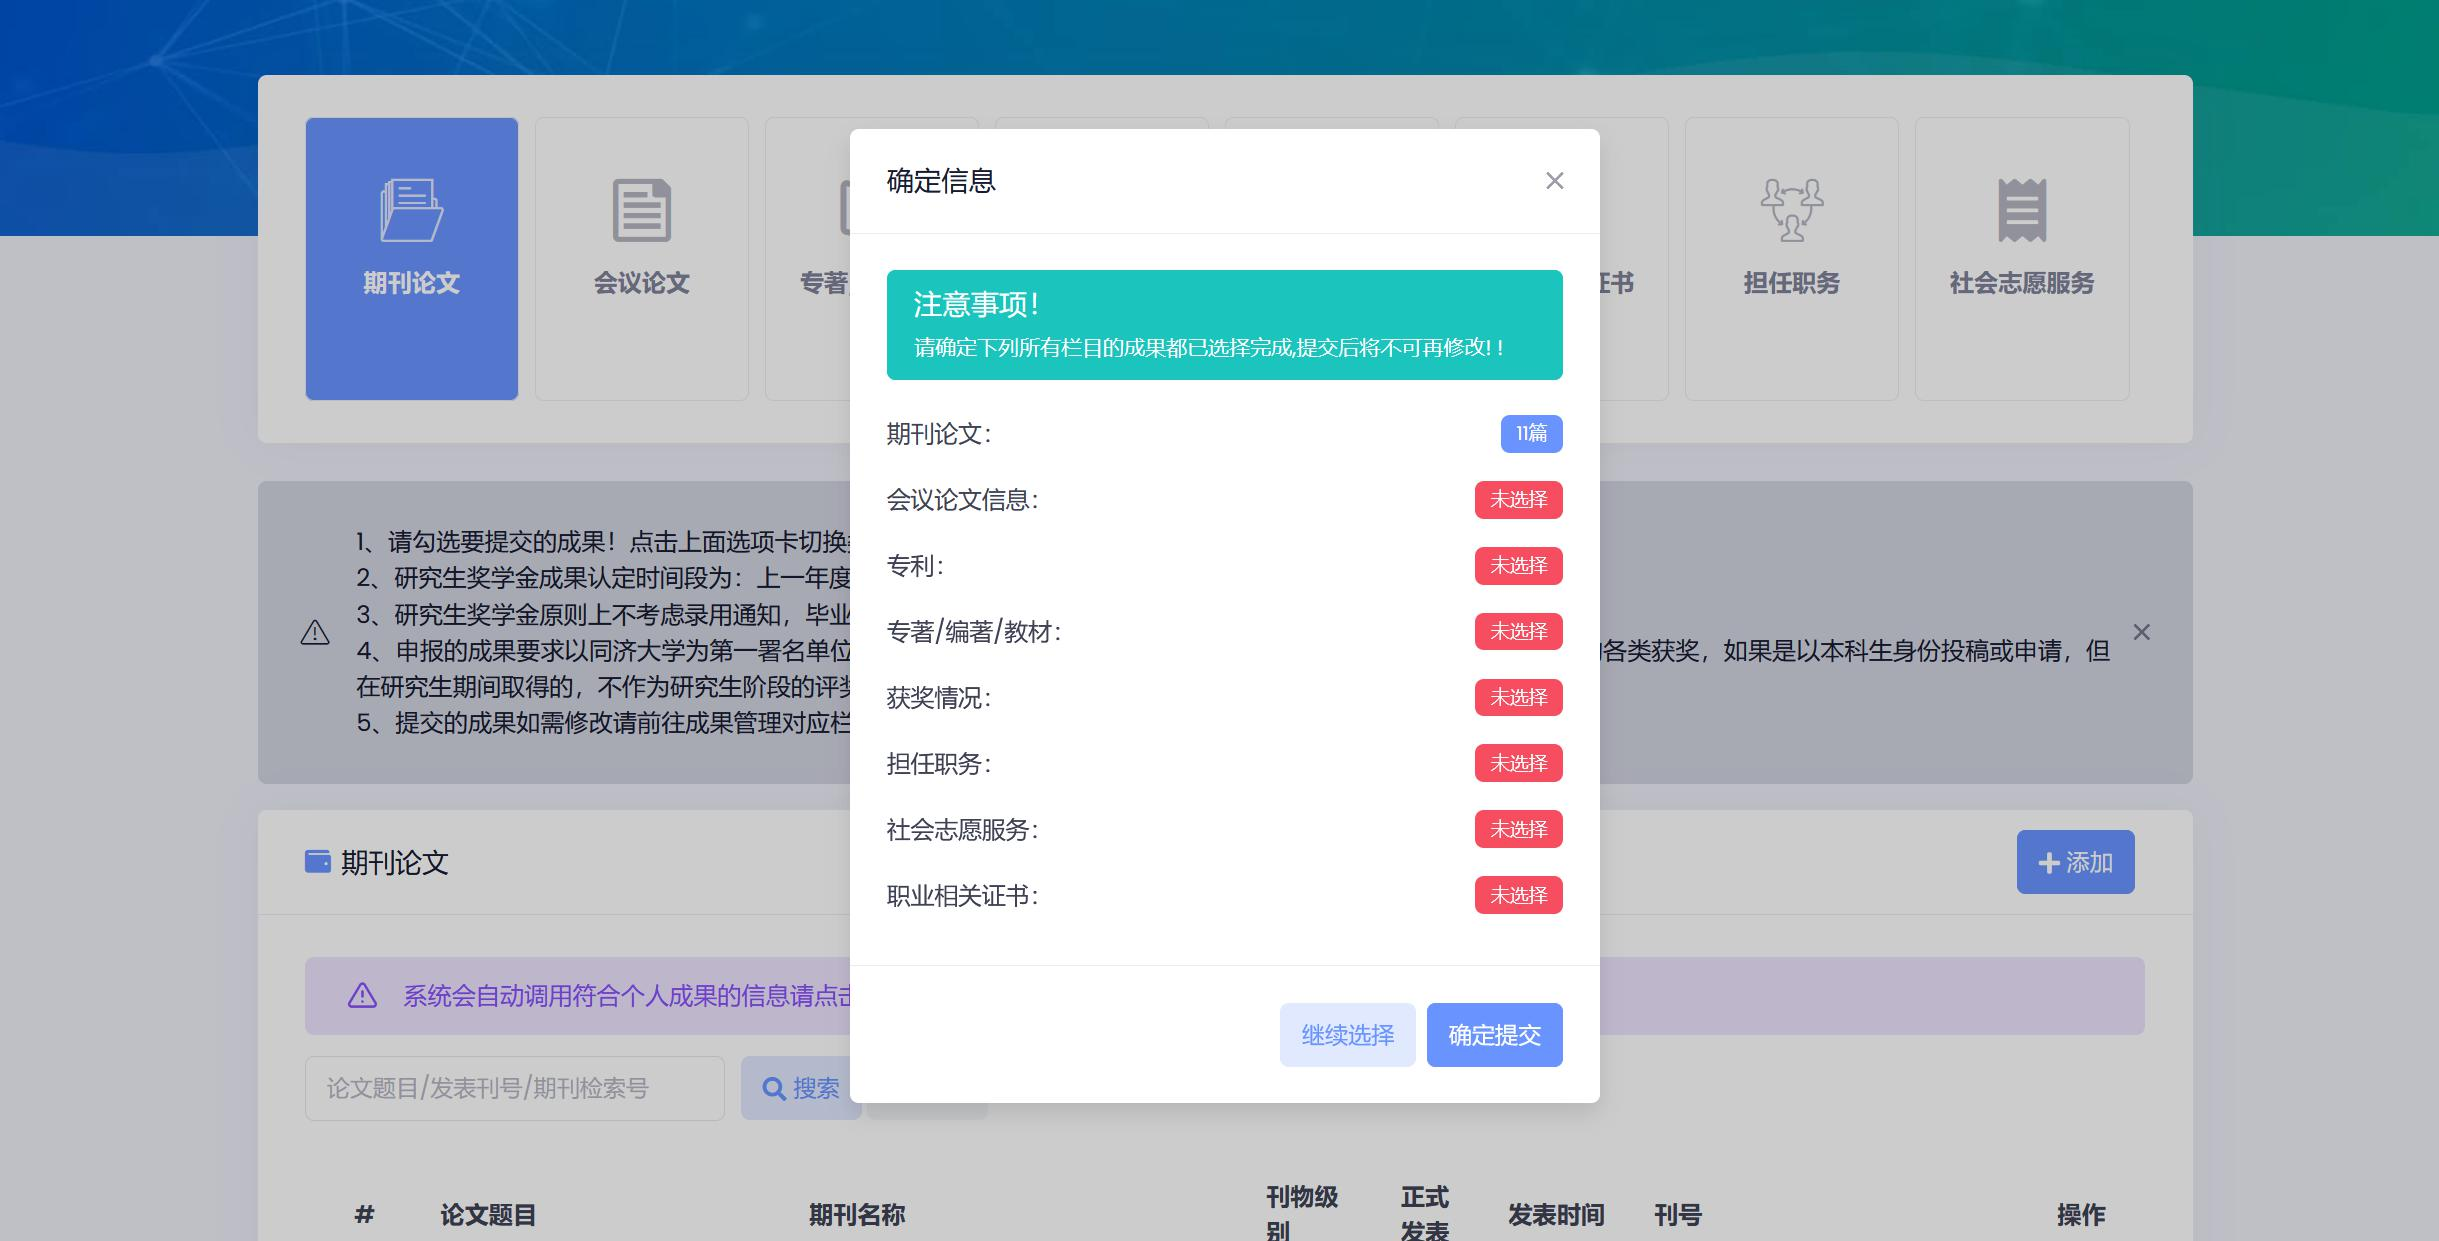 期刊论文
会议论文
专著
证书
担任职务
社会志愿服务
确定信息
注意事项！
请确定下列所有栏目的成果都已选择完成,提交后将不可再修改!！
期刊论文：
11篇
会议论文信息：
未选择
专利：
未选择
专著/编著/教材：
未选择
获奖情况：
未选择
担任职务：
未选择
社会志愿服务：
未选择
职业相关证书：
未选择
继续选择
确定提交
1、请勾选要提交的成果！点击上面选项卡切换
2、研究生奖学金成果认定时间段为：上一年度
3、研究生奖学金原则上不考虑录用通知，毕业
4、申报的成果要求以同济大学为第一署名单位 各类获奖，如果是以本科生身份投稿或申请，但
在研究生期间取得的，不作为研究生阶段的评奖
5、提交的成果如需修改请前往成果管理对应栏
期刊论文
添加
系统会自动调用符合个人成果的信息请点击
论文题目/发表刊号/期刊检索号
搜索
# 论文题目 期刊名称 刊物级别 正式发表 发表时间 刊号 操作